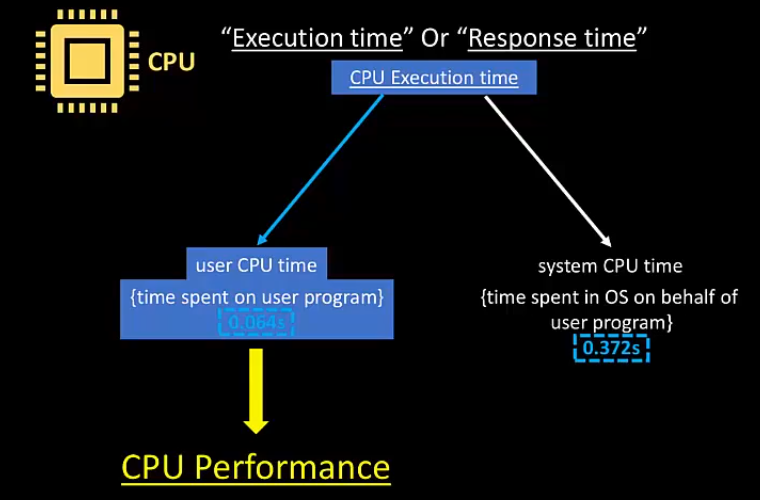 “Execution time” Or “Response time”
CPU
CPU Execution time
user CPU time
{time spent on user program}
0.064s
system CPU time
{time spent in OS on behalf of
user program}
0.372s
CPU Performance